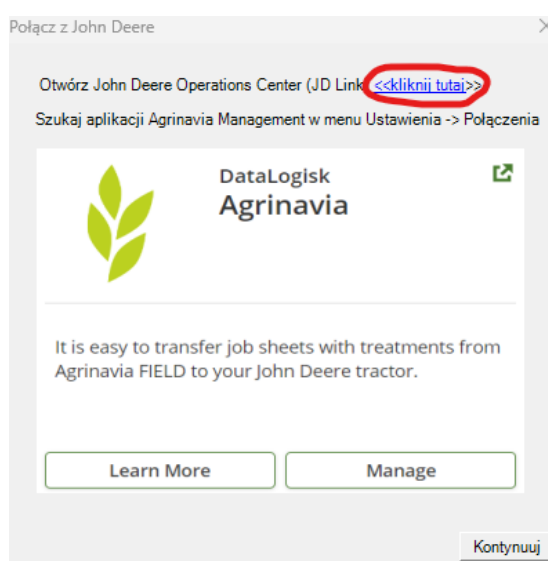 Połącz z John Deere
Otwórz John Deere Operations Center (JD Link <<kliknij tutaj>>
Szukaj aplikacji Agrinavia Management w menu Ustawienia -> Połączenia
DataLogisk
Agrinavia
It is easy to transfer job sheets with treatments from
Agrinavia FIELD to your John Deere tractor.
Learn More
Manage
Kontynuuj